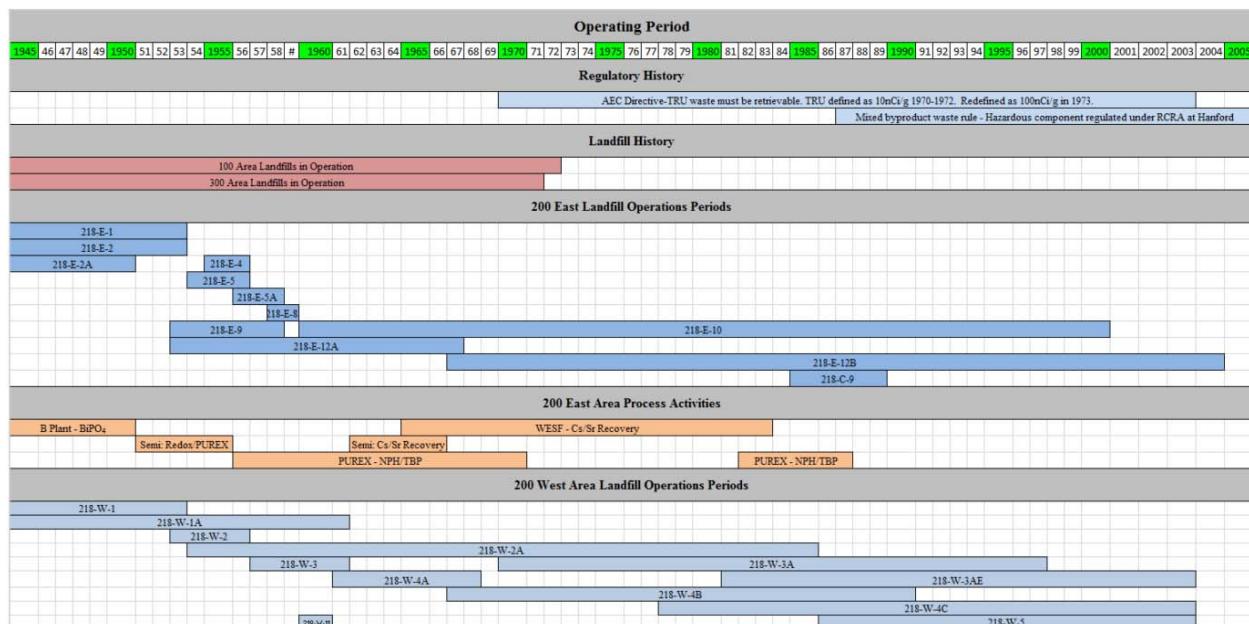 Operating Period
1945 46 47 48 49 1950 51 52 53 54 1955 56 57 58 # 1960 61 62 63 64 1965 66 67 68 69 1970 71 72 73 74 1975 76 77 78 79 1980 81 82 83 84 1985 86 87 88 89 1990 91 92 93 94 1995 96 97 98 99 2000 2001 2002 2003 2004 2005
Regulatory History
AEC Directive-TRU waste must be retrievable. TRU defined as 10nCi/g 1970-1972. Redefined as 100nCi/g in 1973.
Mixed byproduct waste rule - Hazardous component regulated under RCRA at Hanford
Landfill History
100 Area Landfills in Operation
300 Area Landfills in Operation
200 East Landfill Operations Periods
218-E-1
218-E-2
218-E-2A 218-E-4
218-E-5
218-E-5A
218-E-8
218-E-9 218-E-10
218-E-12A
218-E-12B
218-C-9
200 East Area Process Activities
B Plant - BiPO₄ WESF - Cs/Sr Recovery
Semi: Redox/PUREX Semi: Cs/Sr Recovery
PUREX - NPH/TBP PUREX - NPH/TBP
200 West Area Landfill Operations Periods
218-W-1
218-W-1A
218-W-2
218-W-2A
218-W-3 218-W-3A
218-W-4A 218-W-3AE
218-W-4B
218-W-4C
218-W-5